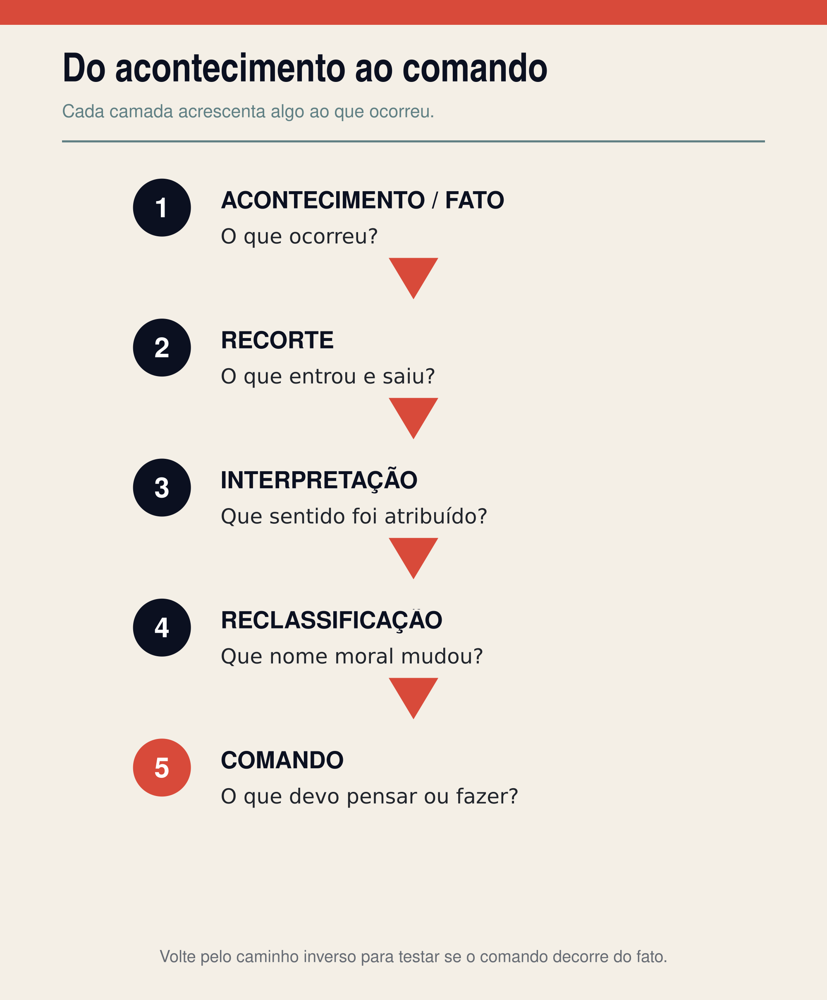 Do acontecimento ao comando
Cada camada acrescenta algo ao que ocorreu.
1
ACONTECIMENTO / FATO
O que ocorreu?
2
RECORTE
O que entrou e saiu?
3
INTERPRETAÇÃO
Que sentido foi atribuído?
4
RECLASSIFICAÇÃO
Que nome moral mudou?
5
COMANDO
O que devo pensar ou fazer?
Volte pelo caminho inverso para testar se o comando decorre do fato.